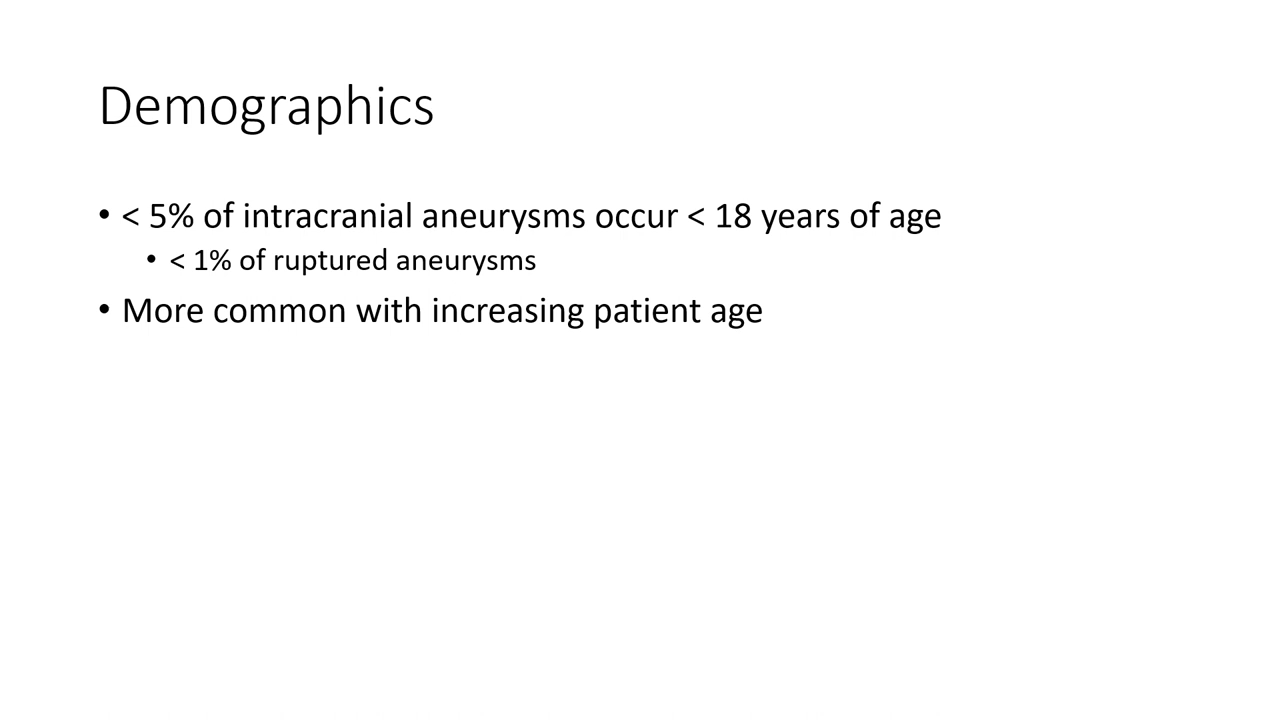 Demographics
• < 5% of intracranial aneurysms occur < 18 years of age
• < 1% of ruptured aneurysms
• More common with increasing patient age